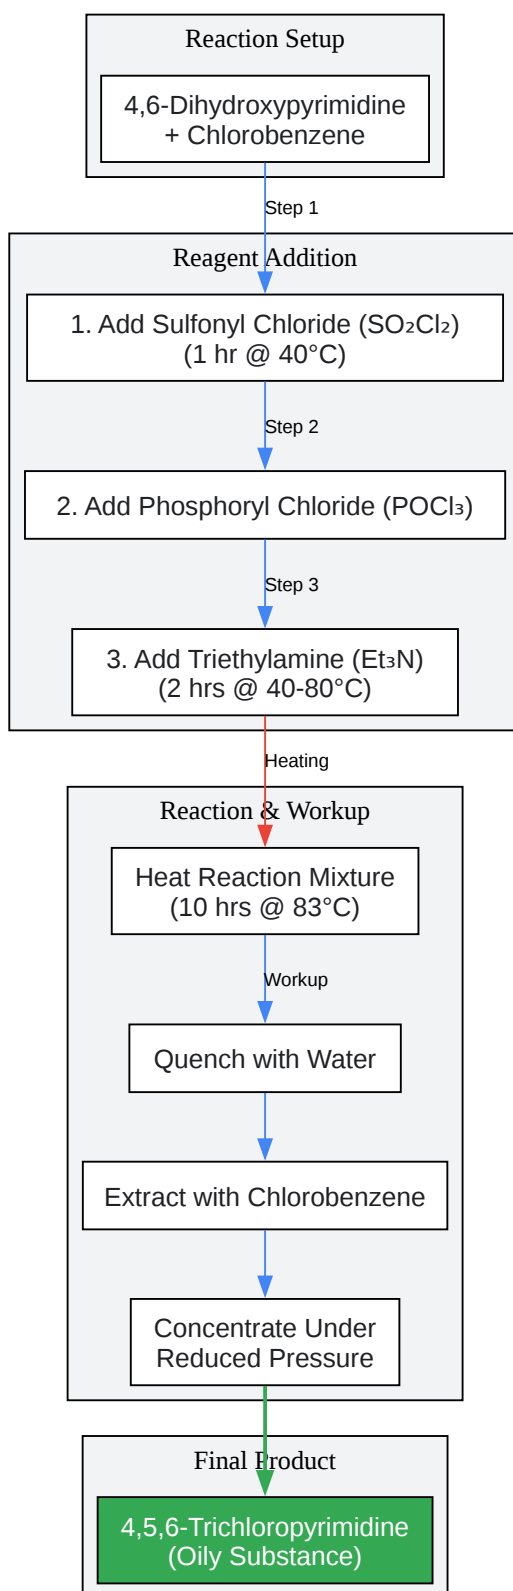 Reaction Setup
4,6-Dihydroxypyrimidine
+ Chlorobenzene
Step 1
Reagent Addition
1. Add Sulfonyl Chloride (SO₂Cl₂)
(1 hr @ 40°C)
Step 2
2. Add Phosphoryl Chloride (POCl₃)
Step 3
3. Add Triethylamine (Et₃N)
(2 hrs @ 40-80°C)
Heating
Reaction & Workup
Heat Reaction Mixture
(10 hrs @ 83°C)
Workup
Quench with Water
Extract with Chlorobenzene
Concentrate Under
Reduced Pressure
Final Product
4,5,6-Trichloropyrimidine
(Oily Substance)